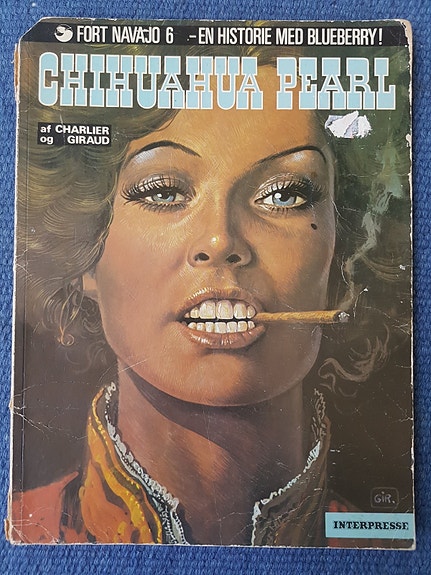 FORT NAVAJO 6 - EN HISTORIE MED BLUEBERRY!
CHIHUAHUA PEARL
af CHARLIER
og GIRAUD
GIR.
INTERPRESSE